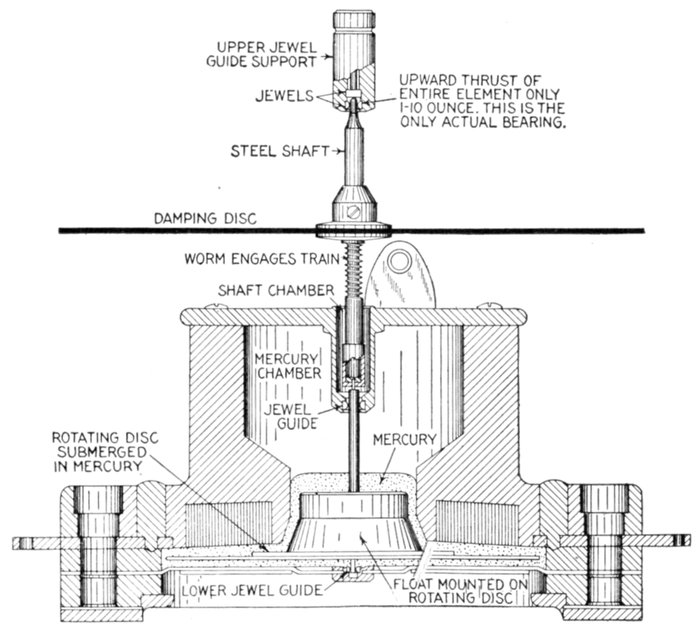 UPPER JEWEL
GUIDE SUPPORT
JEWELS
UPWARD THRUST OF
ENTIRE ELEMENT ONLY
1-10 OUNCE. THIS IS THE
ONLY ACTUAL BEARING.
STEEL SHAFT
DAMPING DISC
WORM ENGAGES TRAIN
SHAFT CHAMBER
MERCURY
CHAMBER
JEWEL
GUIDE
MERCURY
ROTATING DISC
SUBMERGED
IN MERCURY
LOWER JEWEL GUIDE
FLOAT MOUNTED ON
ROTATING DISC